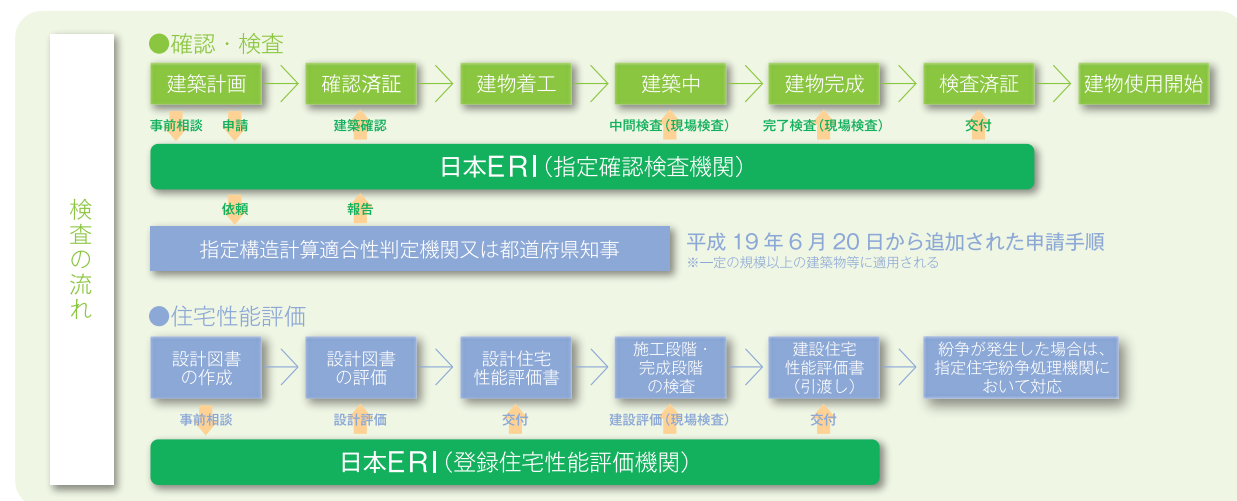 検査の流れ
●確認・検査
建築計画
確認済証
建物着工
建築中
建物完成
検査済証
建物使用開始
事前相談
申請
建築確認
中間検査(現場検査)
完了検査(現場検査)
交付
日本ERI(指定確認検査機関)
依頼
報告
指定構造計算適合性判定機関又は都道府県知事
平成19年6月20日から追加された申請手順
※一定の規模以上の建築物等に適用される
●住宅性能評価
設計図書
の作成
設計図書
の評価
設計住宅
性能評価書
施工段階・
完成段階
の検査
建設住宅
性能評価書
(引渡し)
紛争が発生した場合は、
指定住宅紛争処理機関に
おいて対応
事前相談
設計評価
交付
建設評価(現場検査)
交付
日本ERI(登録住宅性能評価機関)